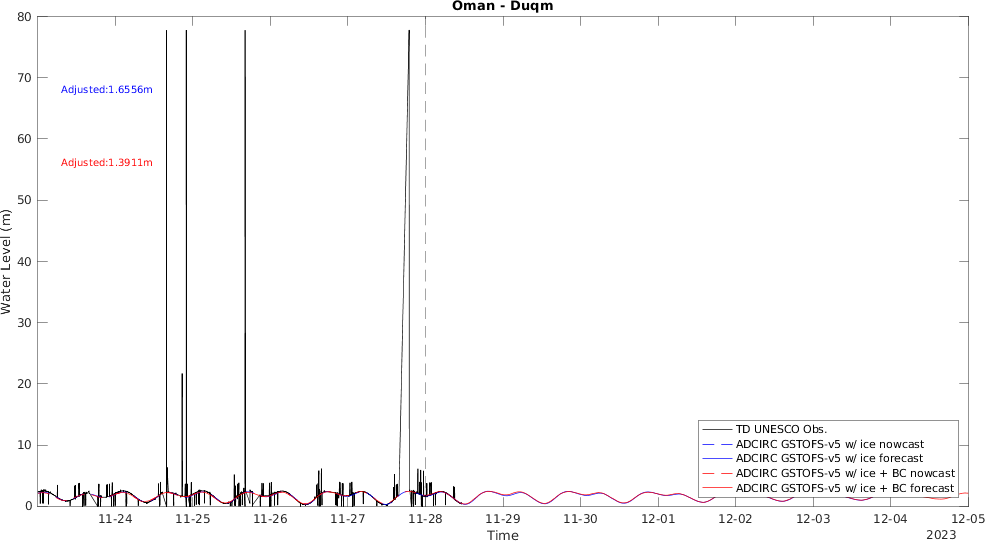 Oman - Duqm
80
70
60
50
40
30
20
10
0
Water Level (m)
Adjusted:1.6556m
Adjusted:1.3911m
TD UNESCO Obs.
ADCIRC GSTOFS-v5 w/ ice nowcast
ADCIRC GSTOFS-v5 w/ ice forecast
ADCIRC GSTOFS-v5 w/ ice + BC nowcast
ADCIRC GSTOFS-v5 w/ ice + BC forecast
11-24 11-25 11-26 11-27 11-28 11-29 11-30 12-01 12-02 12-03 12-04 12-05
Time
2023